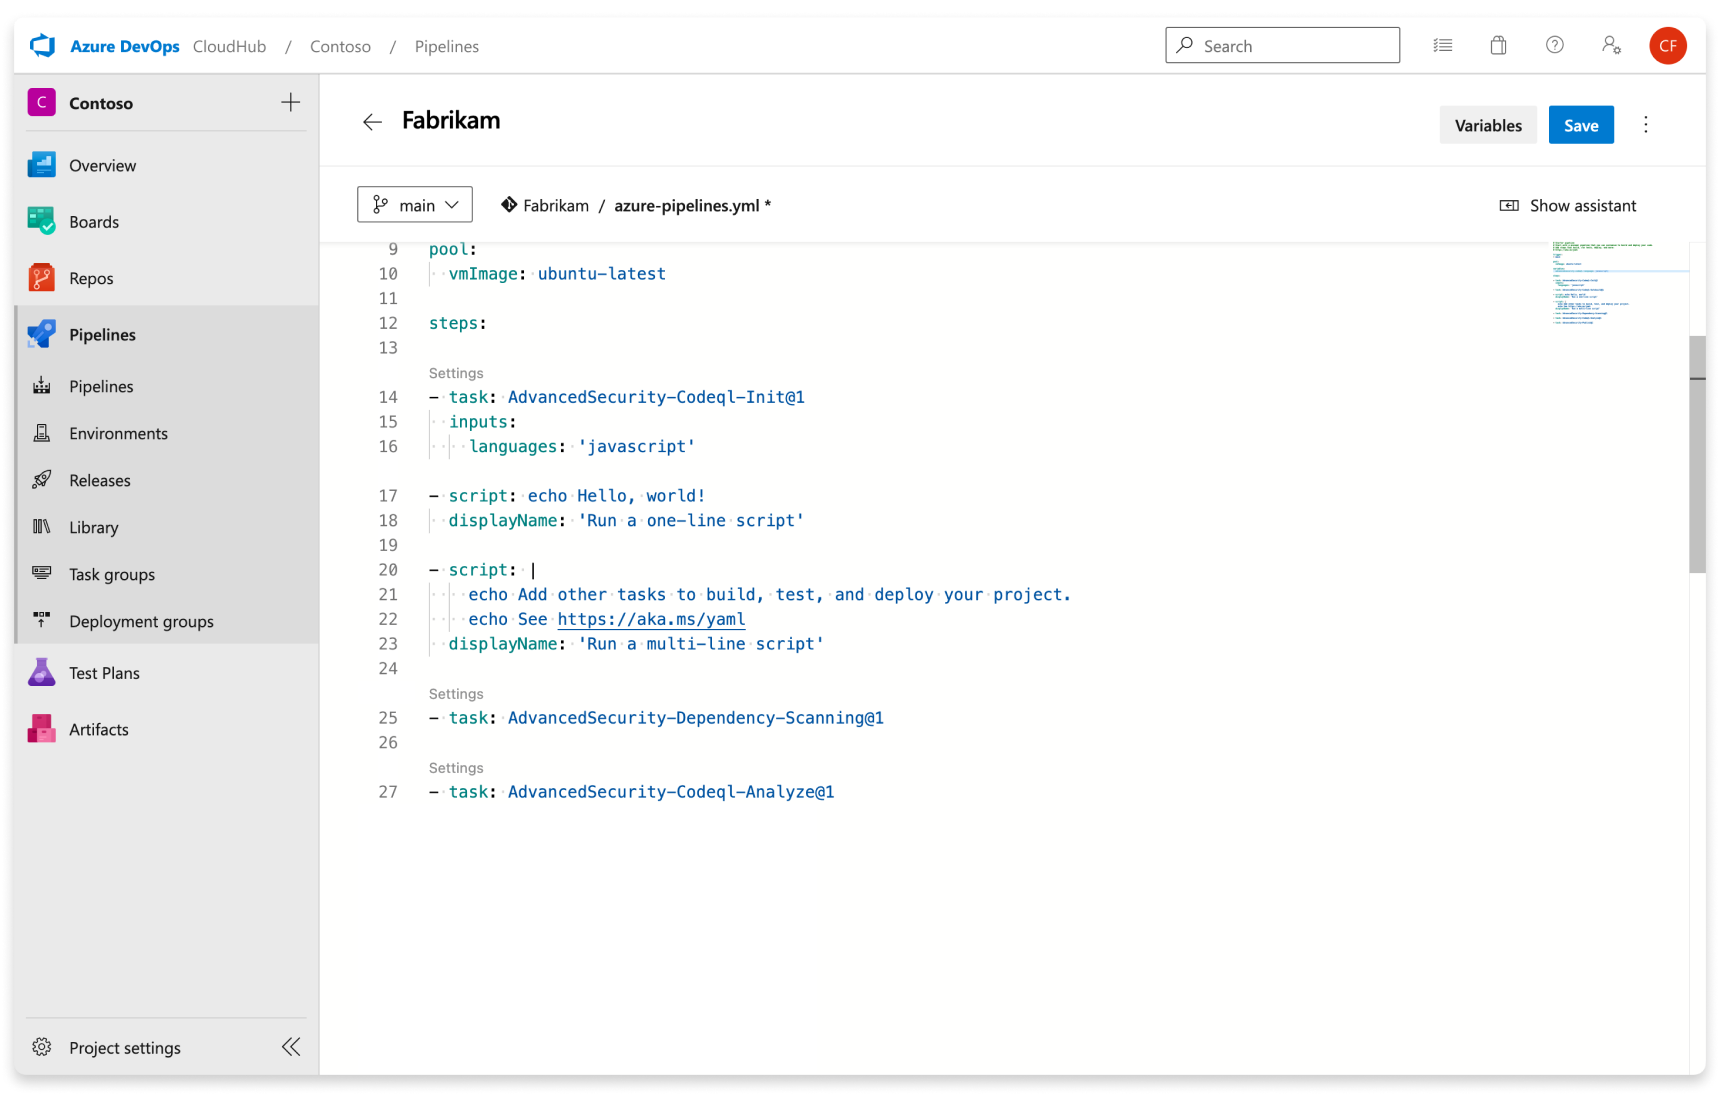 Azure DevOps CloudHub / Contoso / Pipelines
Search
CF
C Contoso
Overview
Boards
Repos
Pipelines
Pipelines
Environments
Releases
Library
Task groups
Deployment groups
Test Plans
Artifacts
Project settings
Fabrikam
Variables
Save
main
Fabrikam / azure-pipelines.yml *
Show assistant
9 pool:
10 vmImage: ubuntu-latest
11
12 steps:
13
Settings
14 - task: AdvancedSecurity-Codeql-Init@1
15 inputs:
16 languages: 'javascript'
17 - script: echo Hello, world!
18 displayName: 'Run a one-line script'
19
20 - script: |
21 echo Add other tasks to build, test, and deploy your project.
22 echo See https://aka.ms/yaml
23 displayName: 'Run a multi-line script'
24
Settings
25 - task: AdvancedSecurity-Dependency-Scanning@1
26
Settings
27 - task: AdvancedSecurity-Codeql-Analyze@1